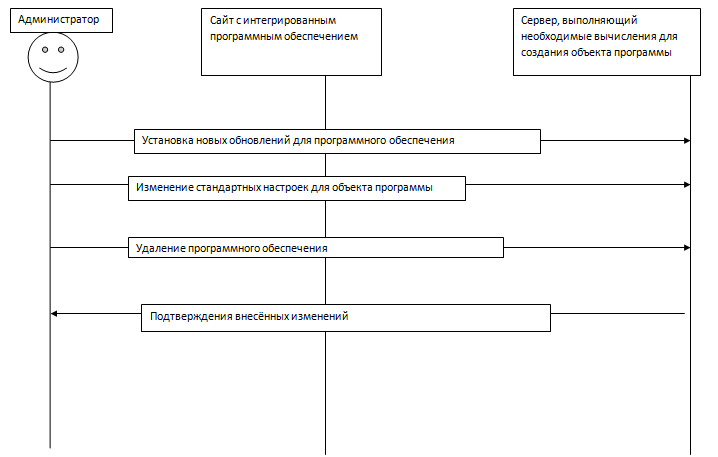 Администратор
Сайт с интегрированным
программным обеспечением
Сервер, выполняющий
необходимые вычисления для
создания объекта программы
Установка новых обновлений для программного обеспечения
Изменение стандартных настроек для объекта программы
Удаление программного обеспечения
Подтверждения внесённых изменений